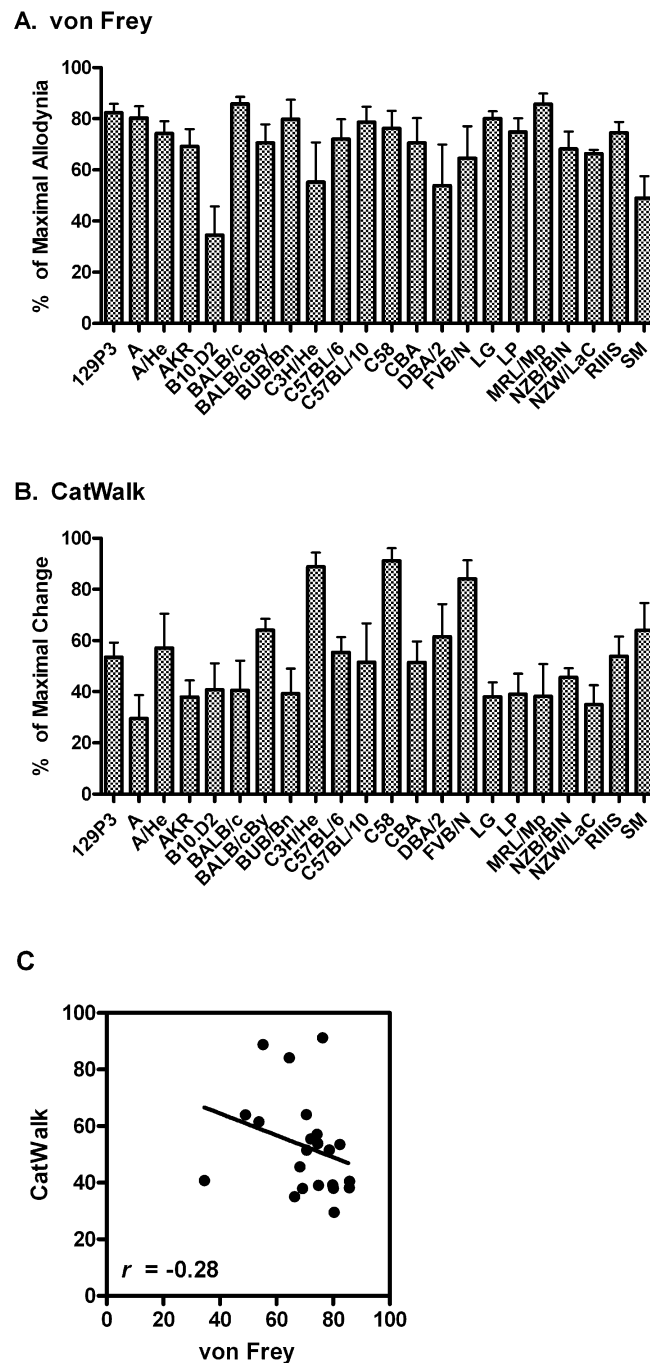 A. von Frey
% of Maximal Allodynia
100
80
60
40
20
0
129P3
A
A/He
AKR
B10.D2
BALB/c
BALB/cBy
BUB/Bn
C3H/He
C57BL/6
C57BL/10
C58
CBA
DBA/2
FVB/N
LG
LP
MRL/Mp
NZB/BIN
NZW/LaC
RIIIS
SM
B. CatWalk
% of Maximal Change
100
80
60
40
20
0
129P3
A
A/He
AKR
B10.D2
BALB/c
BALB/cBy
BUB/Bn
C3H/He
C57BL/6
C57BL/10
C58
CBA
DBA/2
FVB/N
LG
LP
MRL/Mp
NZB/BIN
NZW/LaC
RIIIS
SM
C
CatWalk
100
80
60
40
20
0
r = -0.28
0 20 40 60 80 100
von Frey